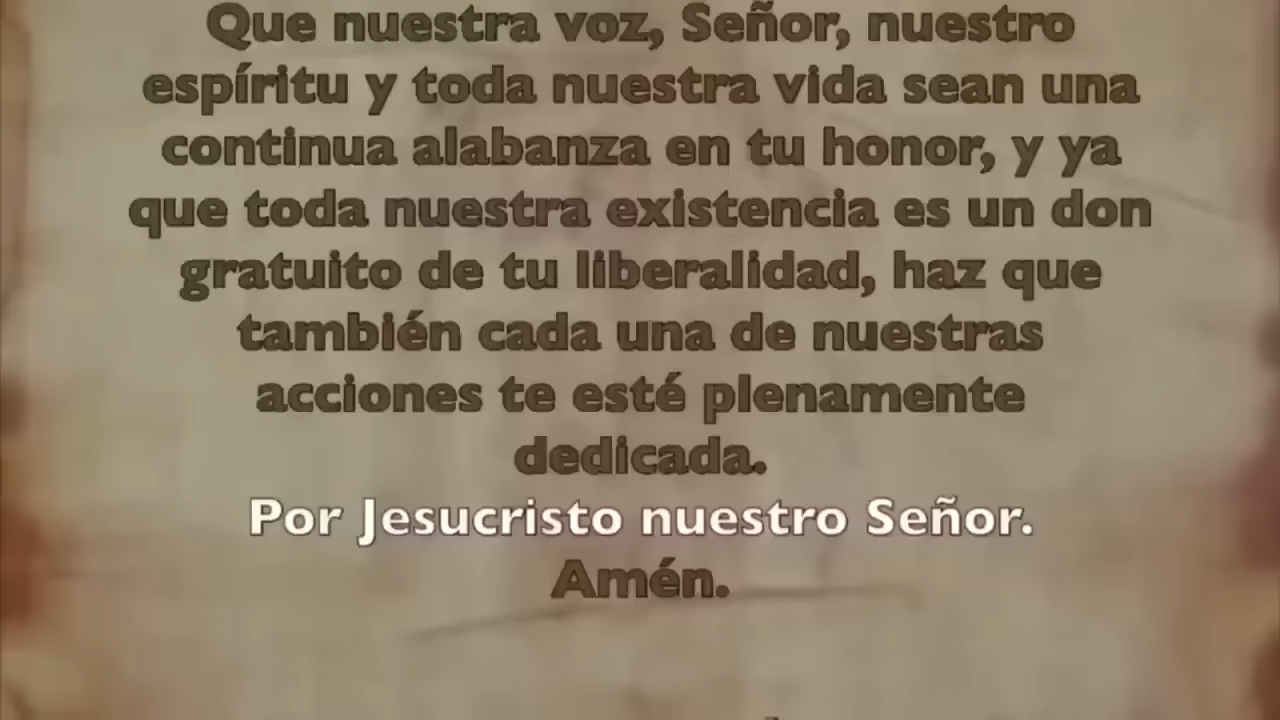 Que nuestra voz, Señor, nuestro
espíritu y toda nuestra vida sean una
continua alabanza en tu honor, y ya
que toda nuestra existencia es un don
gratuito de tu liberalidad, haz que
también cada una de nuestras
acciones te esté plenamente
dedicada.
Por Jesucristo nuestro Señor.
Amén.